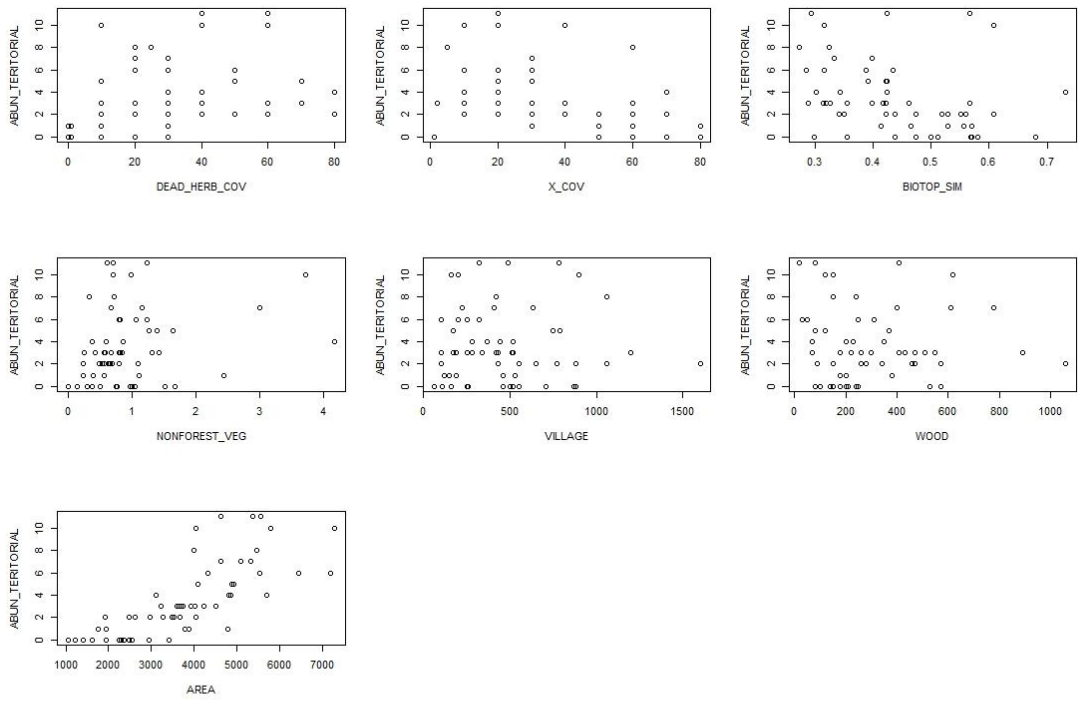 ABUN_TERITORIAL
0 2 4 6 8 10
0 20 40 60 80
DEAD_HERB_COV
ABUN_TERITORIAL
0 2 4 6 8 10
0 20 40 60 80
X_COV
ABUN_TERITORIAL
0 2 4 6 8 10
0.3 0.4 0.5 0.6 0.7
BIOTOP_SIM
ABUN_TERITORIAL
0 2 4 6 8 10
0 1 2 3 4
NONFOREST_VEG
ABUN_TERITORIAL
0 2 4 6 8 10
0 500 1000 1500
VILLAGE
ABUN_TERITORIAL
0 2 4 6 8 10
0 200 400 600 800 1000
WOOD
ABUN_TERITORIAL
0 2 4 6 8 10
1000 2000 3000 4000 5000 6000 7000
AREA